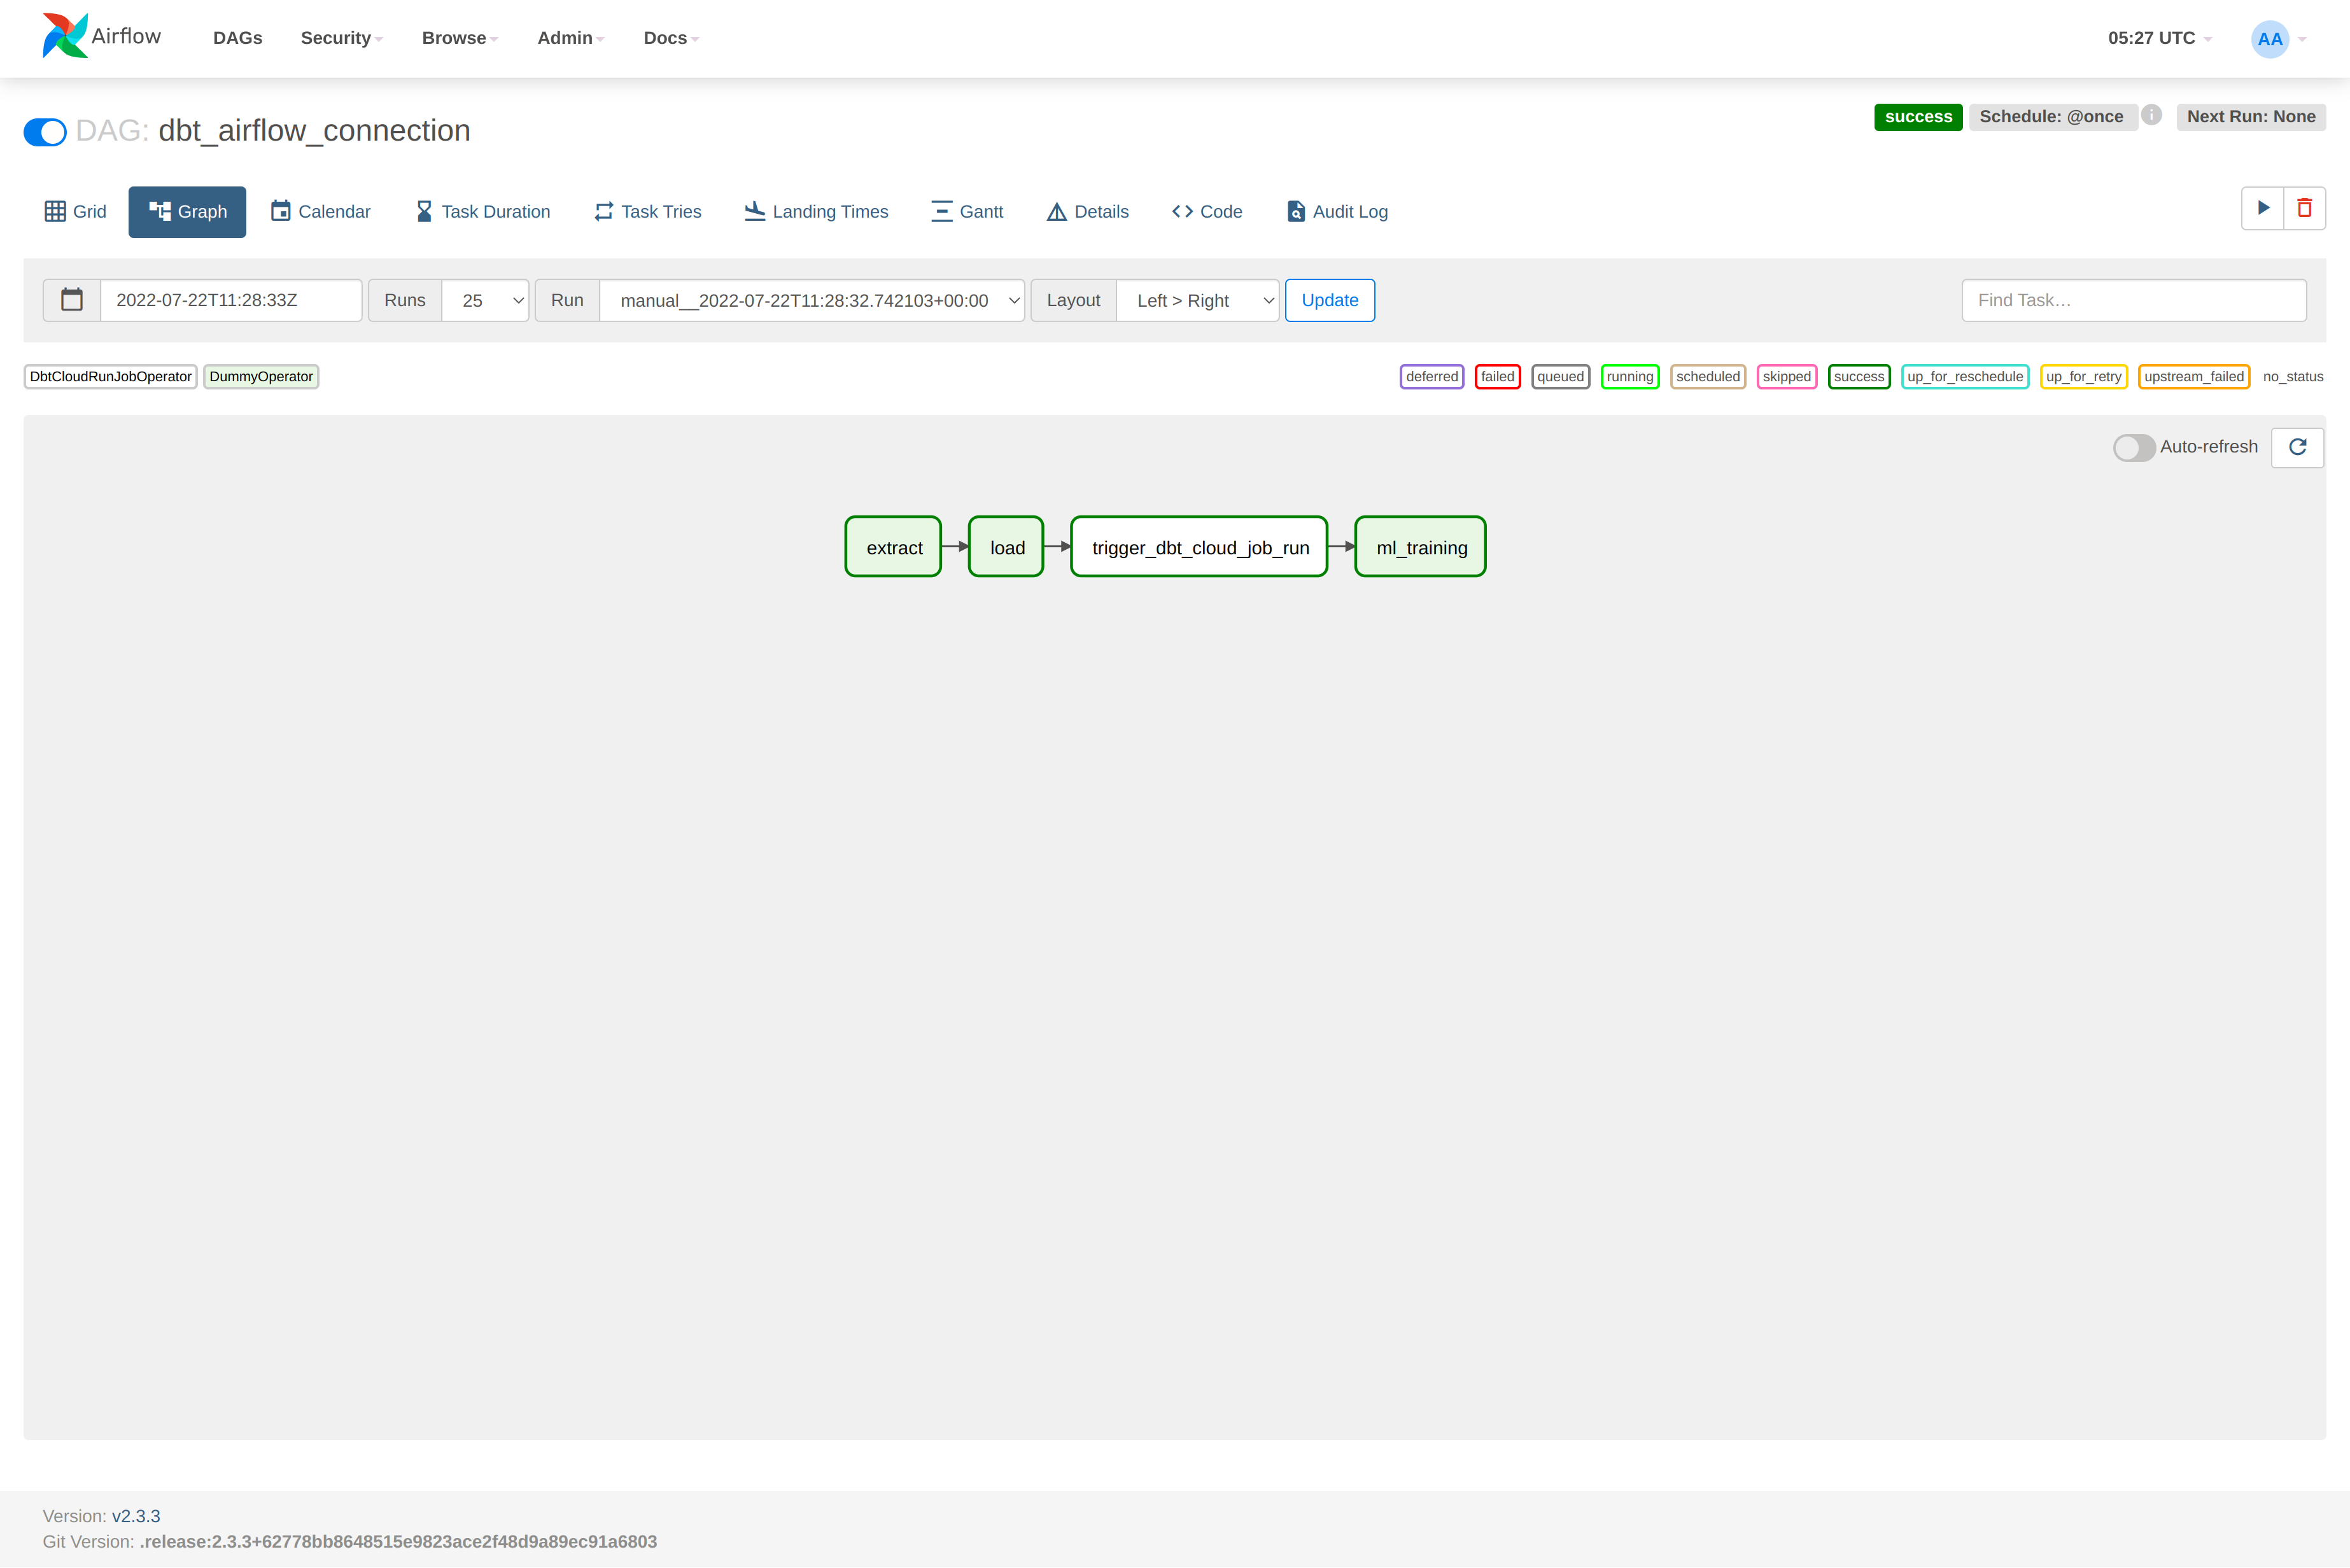 Airflow DAGs Security Browse Admin Docs 05:27 UTC AA
DAG: dbt_airflow_connection
success Schedule: @once Next Run: None
Grid Graph Calendar Task Duration Task Tries Landing Times Gantt Details Code Audit Log
2022-07-22T11:28:33Z Runs 25 Run manual__2022-07-22T11:28:32.742103+00:00 Layout Left > Right Update Find Task…
DbtCloudRunJobOperator DummyOperator deferred failed queued running scheduled skipped success up_for_reschedule up_for_retry upstream_failed no_status
Auto-refresh
extract load trigger_dbt_cloud_job_run ml_training
Version: v2.3.3
Git Version: .release:2.3.3+62778bb8648515e9823ace2f48d9a89ec91a6803